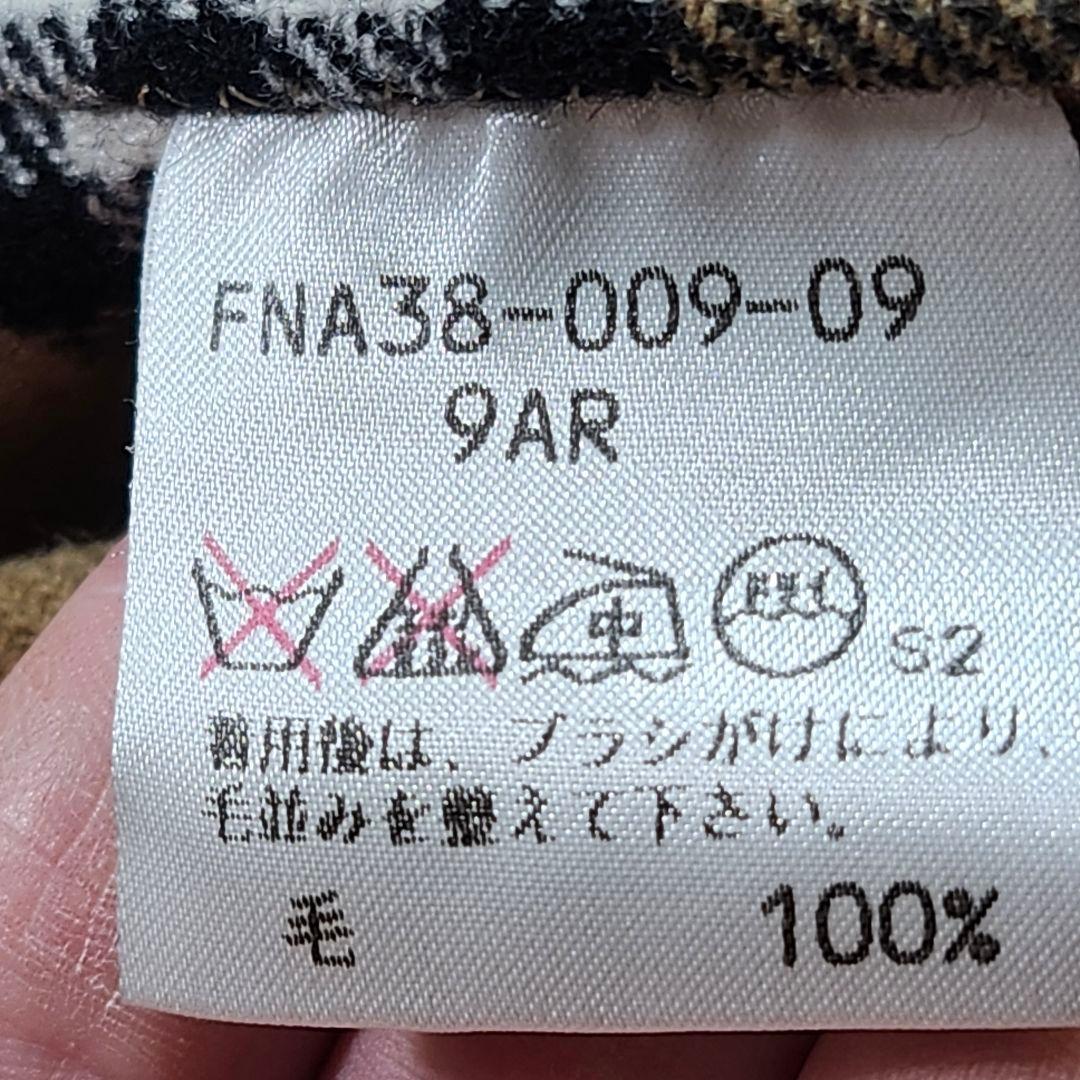 FNA38-009-09
9AR
中 ドライ S2
着用後は、ブラシがけにより、
毛並みを整えて下さい。
毛 100%